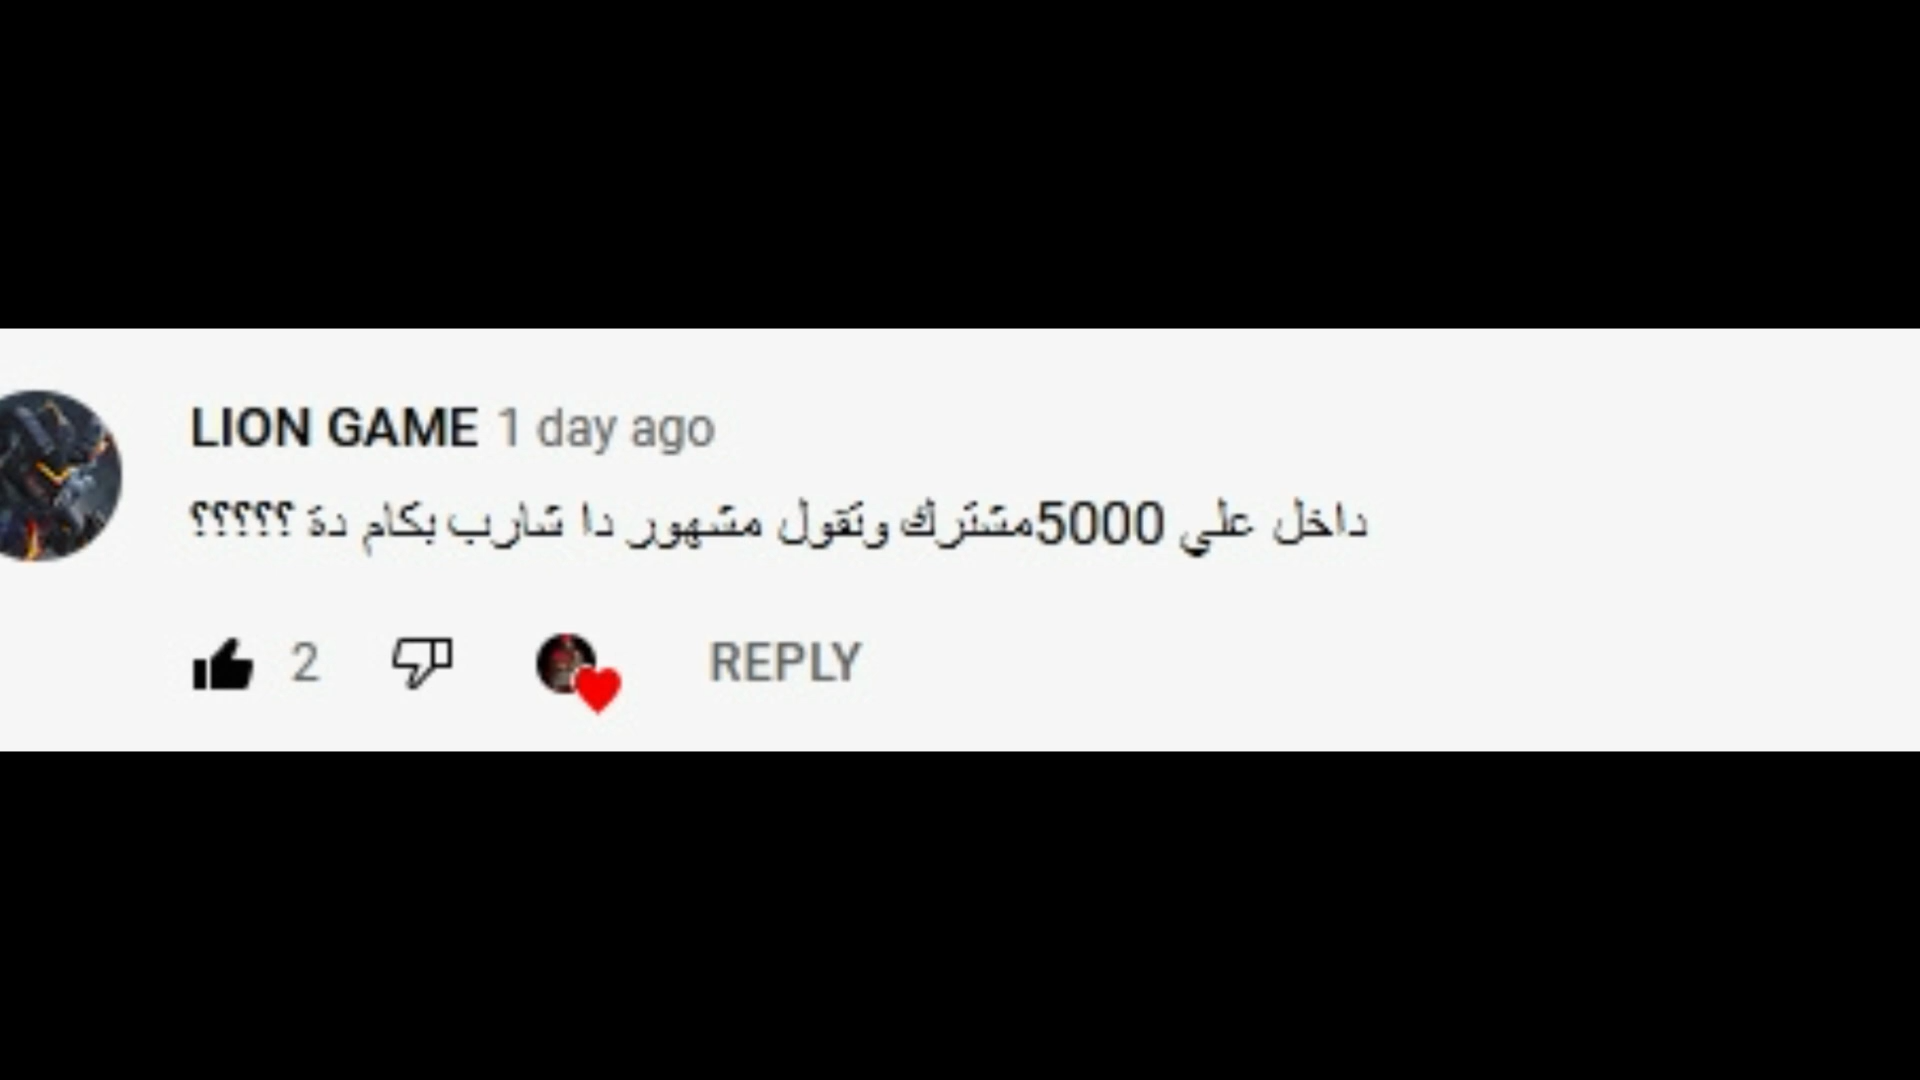 LION GAME 1 day ago
داخل علي 5000مشترك وتقول مشهور دا شارب بكام دة ؟؟؟؟؟
2 REPLY